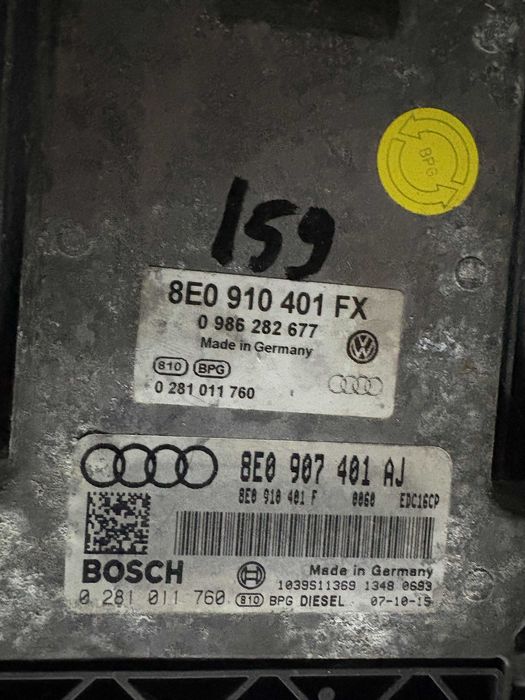 BPG
159
8E0 910 401 FX
0 986 282 677
Made in Germany
810 BPG
0 281 011 760
8E0 907 401 AJ
8E0 910 401 F 0060 EDC16CP
BOSCH
Made in Germany
1039S11369 1348 0693
0 281 011 760 810 BPG DIESEL 07-10-15